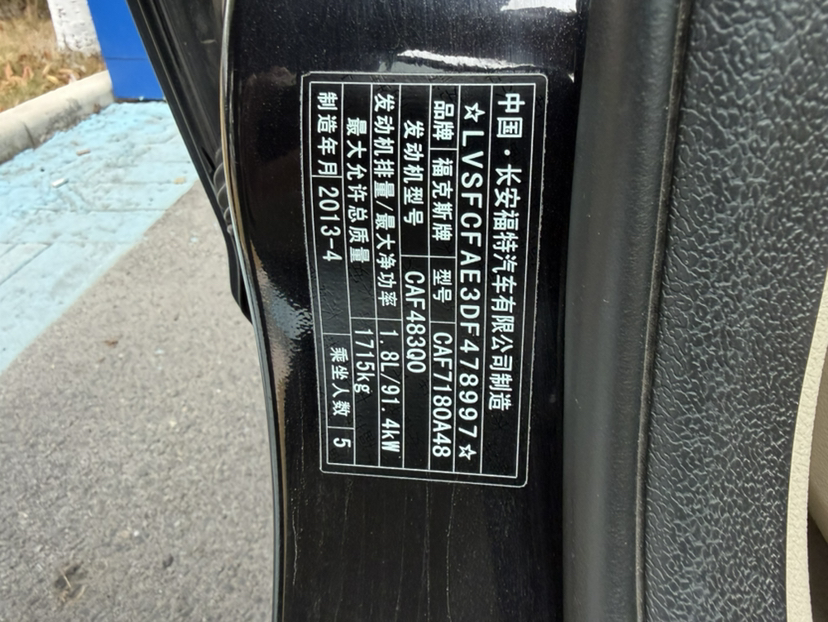 中国·长安福特汽车有限公司制造
☆LVSFCFAE3DF478997☆
品牌 福克斯牌 型号 CAF7180A48
发动机型号 CAF483Q0
发动机排量/最大净功率 1.8L/91.4kW
最大允许总质量 1715kg
制造年月 2013-4 乘坐人数 5